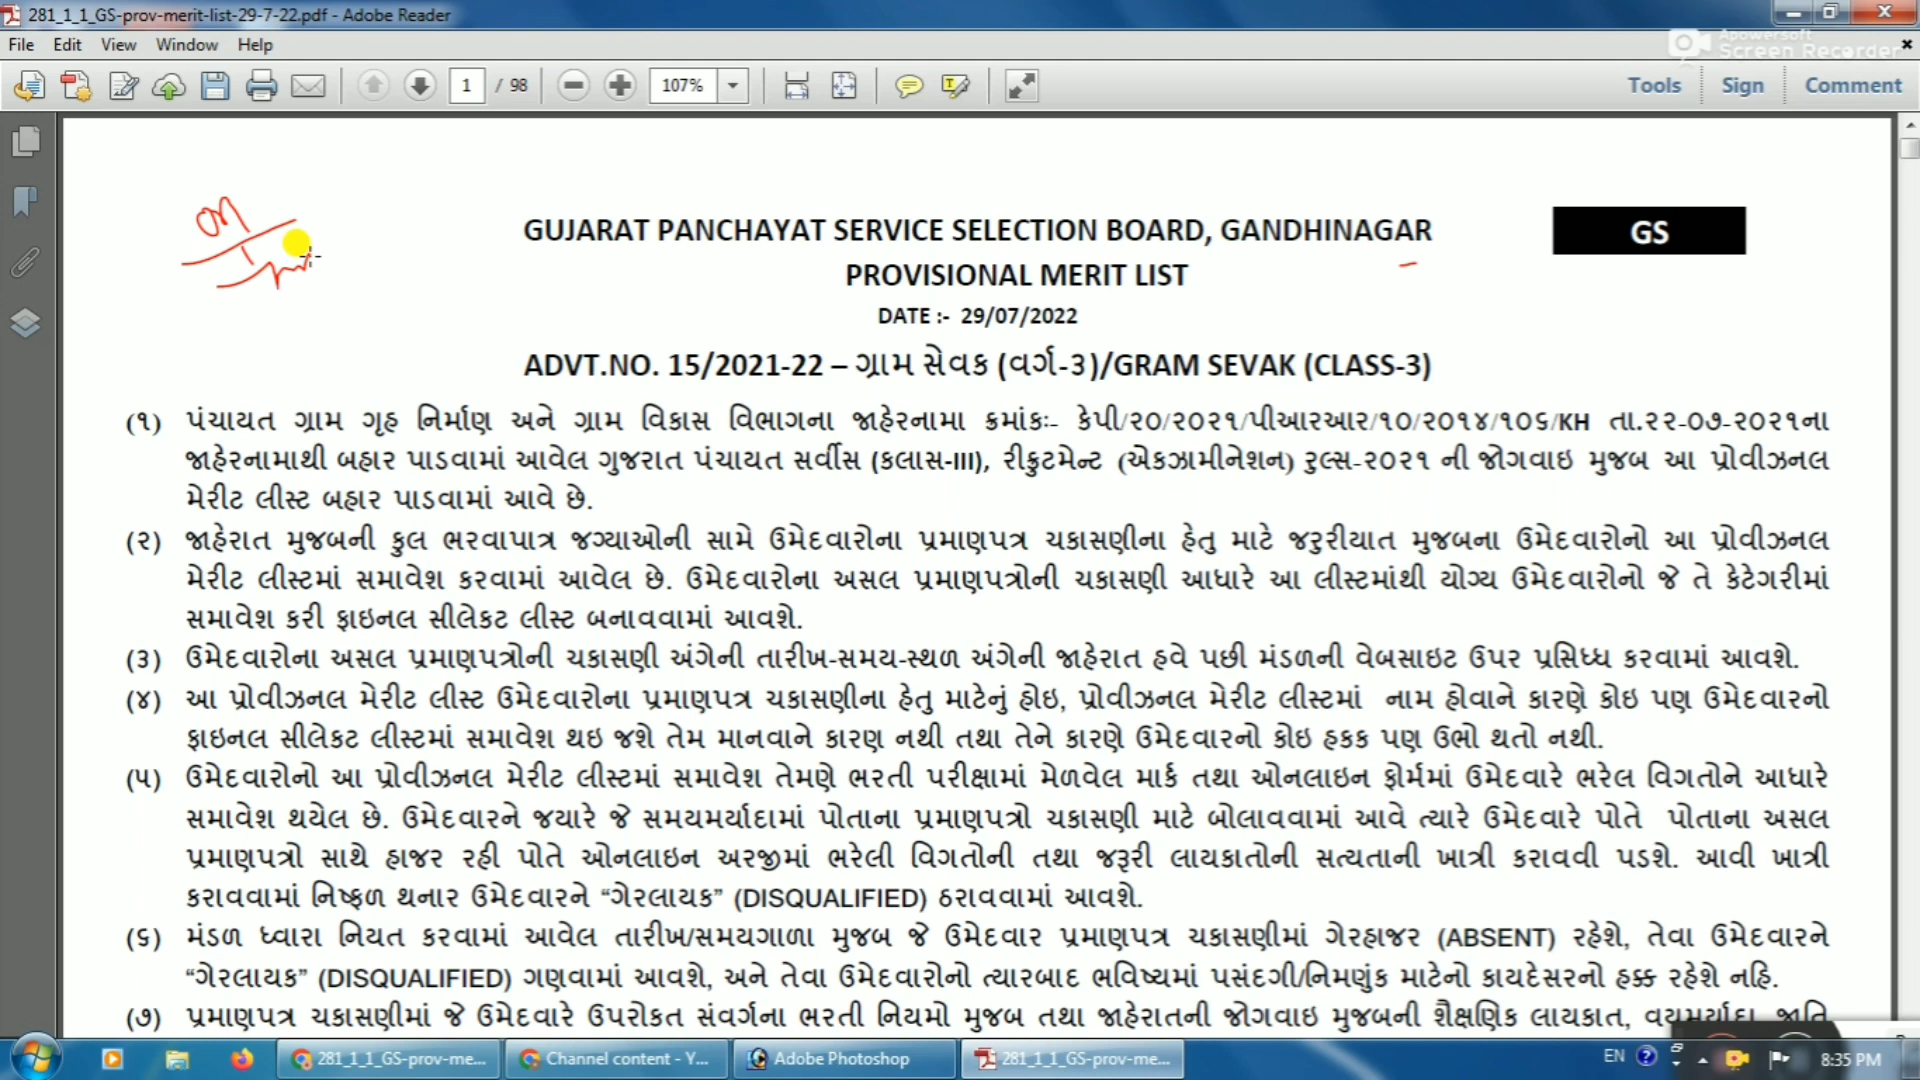 281_1_1_GS-prov-merit-list-29-7-22.pdf - Adobe Reader
File Edit View Window Help
Apowersoft
Screen Recorder
1 / 98 107% Tools Sign Comment
GUJARAT PANCHAYAT SERVICE SELECTION BOARD, GANDHINAGAR
GS
PROVISIONAL MERIT LIST
DATE :- 29/07/2022
ADVT.NO. 15/2021-22 – ગ્રામ સેવક (વર્ગ-૩)/GRAM SEVAK (CLASS-3)
(૧) પંચાયત ગ્રામ ગૃહ નિર્માણ અને ગ્રામ વિકાસ વિભાગના જાહેરનામા ક્રમાંકઃ- કેપી/૨૦/૨૦૨૧/પીઆરઆર/૧૦/૨૦૧૪/૧૦૬/KH તા.૨૨-૦૭-૨૦૨૧ના
જાહેરનામાથી બહાર પાડવામાં આવેલ ગુજરાત પંચાયત સર્વીસ (કલાસ-III), રીક્રુટમેન્ટ (એકઝામીનેશન) રુલ્સ-૨૦૨૧ ની જોગવાઇ મુજબ આ પ્રોવીઝનલ
મેરીટ લીસ્ટ બહાર પાડવામાં આવે છે.
(૨) જાહેરાત મુજબની કુલ ભરવાપાત્ર જગ્યાઓની સામે ઉમેદવારોના પ્રમાણપત્ર ચકાસણીના હેતુ માટે જરુરીયાત મુજબના ઉમેદવારોનો આ પ્રોવીઝનલ
મેરીટ લીસ્ટમાં સમાવેશ કરવામાં આવેલ છે. ઉમેદવારોના અસલ પ્રમાણપત્રોની ચકાસણી આધારે આ લીસ્ટમાંથી યોગ્ય ઉમેદવારોનો જે તે કેટેગરીમાં
સમાવેશ કરી ફાઇનલ સીલેકટ લીસ્ટ બનાવવામાં આવશે.
(૩) ઉમેદવારોના અસલ પ્રમાણપત્રોની ચકાસણી અંગેની તારીખ-સમય-સ્થળ અંગેની જાહેરાત હવે પછી મંડળની વેબસાઇટ ઉપર પ્રસિધ્ધ કરવામાં આવશે.
(૪) આ પ્રોવીઝનલ મેરીટ લીસ્ટ ઉમેદવારોના પ્રમાણપત્ર ચકાસણીના હેતુ માટેનું હોઇ, પ્રોવીઝનલ મેરીટ લીસ્ટમાં નામ હોવાને કારણે કોઇ પણ ઉમેદવારનો
ફાઇનલ સીલેકટ લીસ્ટમાં સમાવેશ થઇ જશે તેમ માનવાને કારણ નથી તથા તેને કારણે ઉમેદવારનો કોઇ હકક પણ ઉભો થતો નથી.
(૫) ઉમેદવારોનો આ પ્રોવીઝનલ મેરીટ લીસ્ટમાં સમાવેશ તેમણે ભરતી પરીક્ષામાં મેળવેલ માર્ક તથા ઓનલાઇન ફોર્મમાં ઉમેદવારે ભરેલ વિગતોને આધારે
સમાવેશ થયેલ છે. ઉમેદવારને જયારે જે સમયમર્યાદામાં પોતાના પ્રમાણપત્રો ચકાસણી માટે બોલાવવામાં આવે ત્યારે ઉમેદવારે પોતે પોતાના અસલ
પ્રમાણપત્રો સાથે હાજર રહી પોતે ઓનલાઇન અરજીમાં ભરેલી વિગતોની તથા જરૂરી લાયકાતોની સત્યતાની ખાત્રી કરાવવી પડશે. આવી ખાત્રી
કરાવવામાં નિષ્ફળ થનાર ઉમેદવારને “ગેરલાયક” (DISQUALIFIED) ઠરાવવામાં આવશે.
(૬) મંડળ ધ્વારા નિયત કરવામાં આવેલ તારીખ/સમયગાળા મુજબ જે ઉમેદવાર પ્રમાણપત્ર ચકાસણીમાં ગેરહાજર (ABSENT) રહેશે, તેવા ઉમેદવારને
“ગેરલાયક” (DISQUALIFIED) ગણવામાં આવશે, અને તેવા ઉમેદવારોનો ત્યારબાદ ભવિષ્યમાં પસંદગી/નિમણુંક માટેનો કાયદેસરનો હક્ક રહેશે નહિ.
(૭) પ્રમાણપત્ર ચકાસણીમાં જે ઉમેદવારે ઉપરોકત સંવર્ગના ભરતી નિયમો મુજબ તથા જાહેરાતની જોગવાઇ મુજબની શૈક્ષણિક લાયકાત, વયમર્યાદા, જાતિ
281_1_1_GS-prov-me... Channel content - Y... Adobe Photoshop 281_1_1_GS-prov-me... EN 8:35 PM